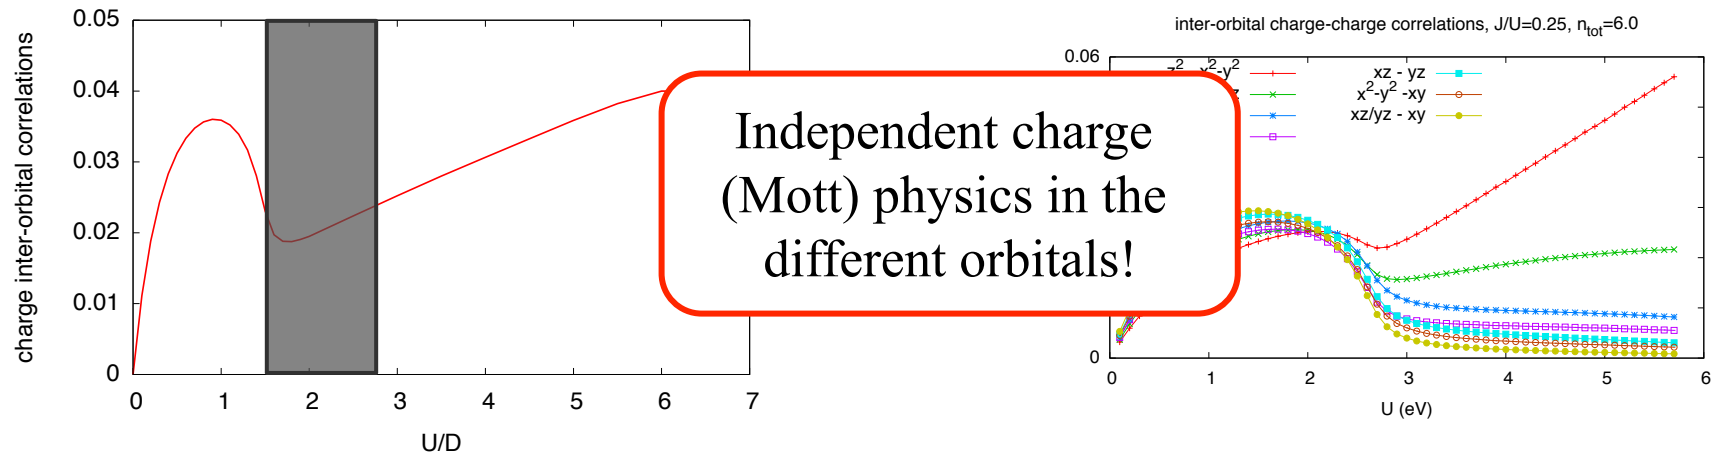 charge inter-orbital correlations
0.05
0.04
0.03
0.02
0.01
0
0 1 2 3 4 5 6 7
U/D
Independent charge
(Mott) physics in the
different orbitals!
inter-orbital charge-charge correlations, J/U=0.25, n_tot=6.0
0.06
0
z²- x²-y²
xz - yz
x²-y² -xy
xz/yz - xy
0 1 2 3 4 5 6
U (eV)